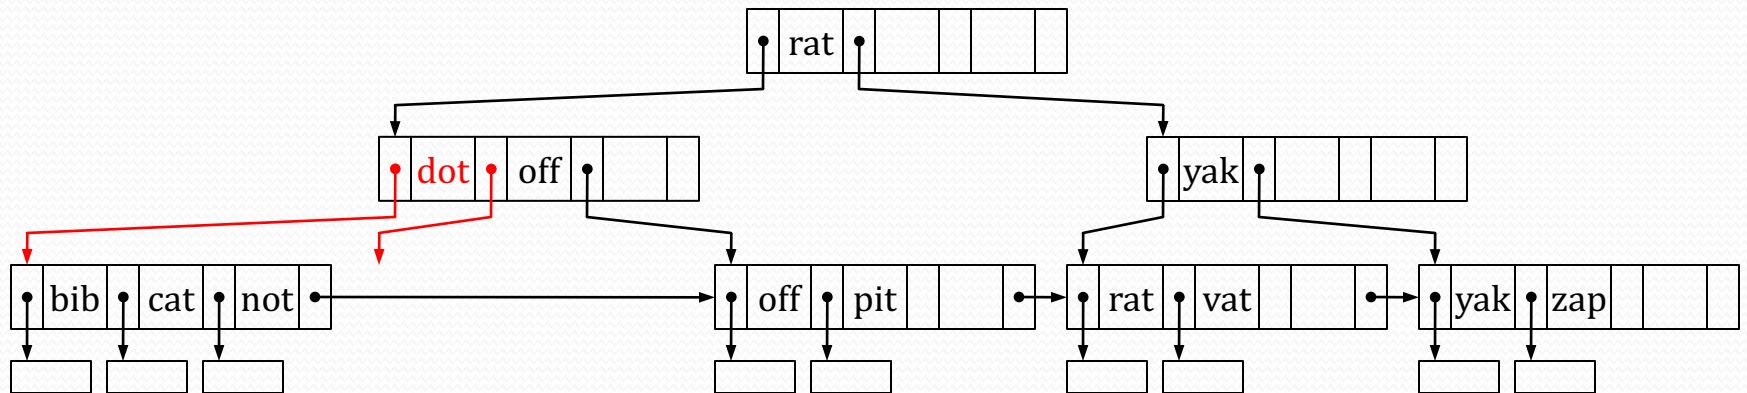 rat
dot off yak
bib cat not off pit rat vat yak zap